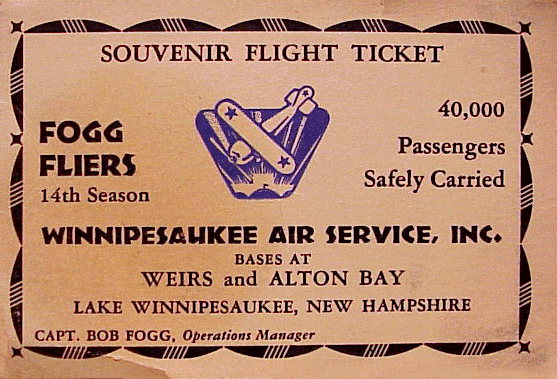 SOUVENIR FLIGHT TICKET
FOGG
FLIERS
14th Season
40,000
Passengers
Safely Carried
WINNIPESAUKEE AIR SERVICE, INC.
BASES AT
WEIRS and ALTON BAY
LAKE WINNIPESAUKEE, NEW HAMPSHIRE
CAPT. BOB FOGG, Operations Manager